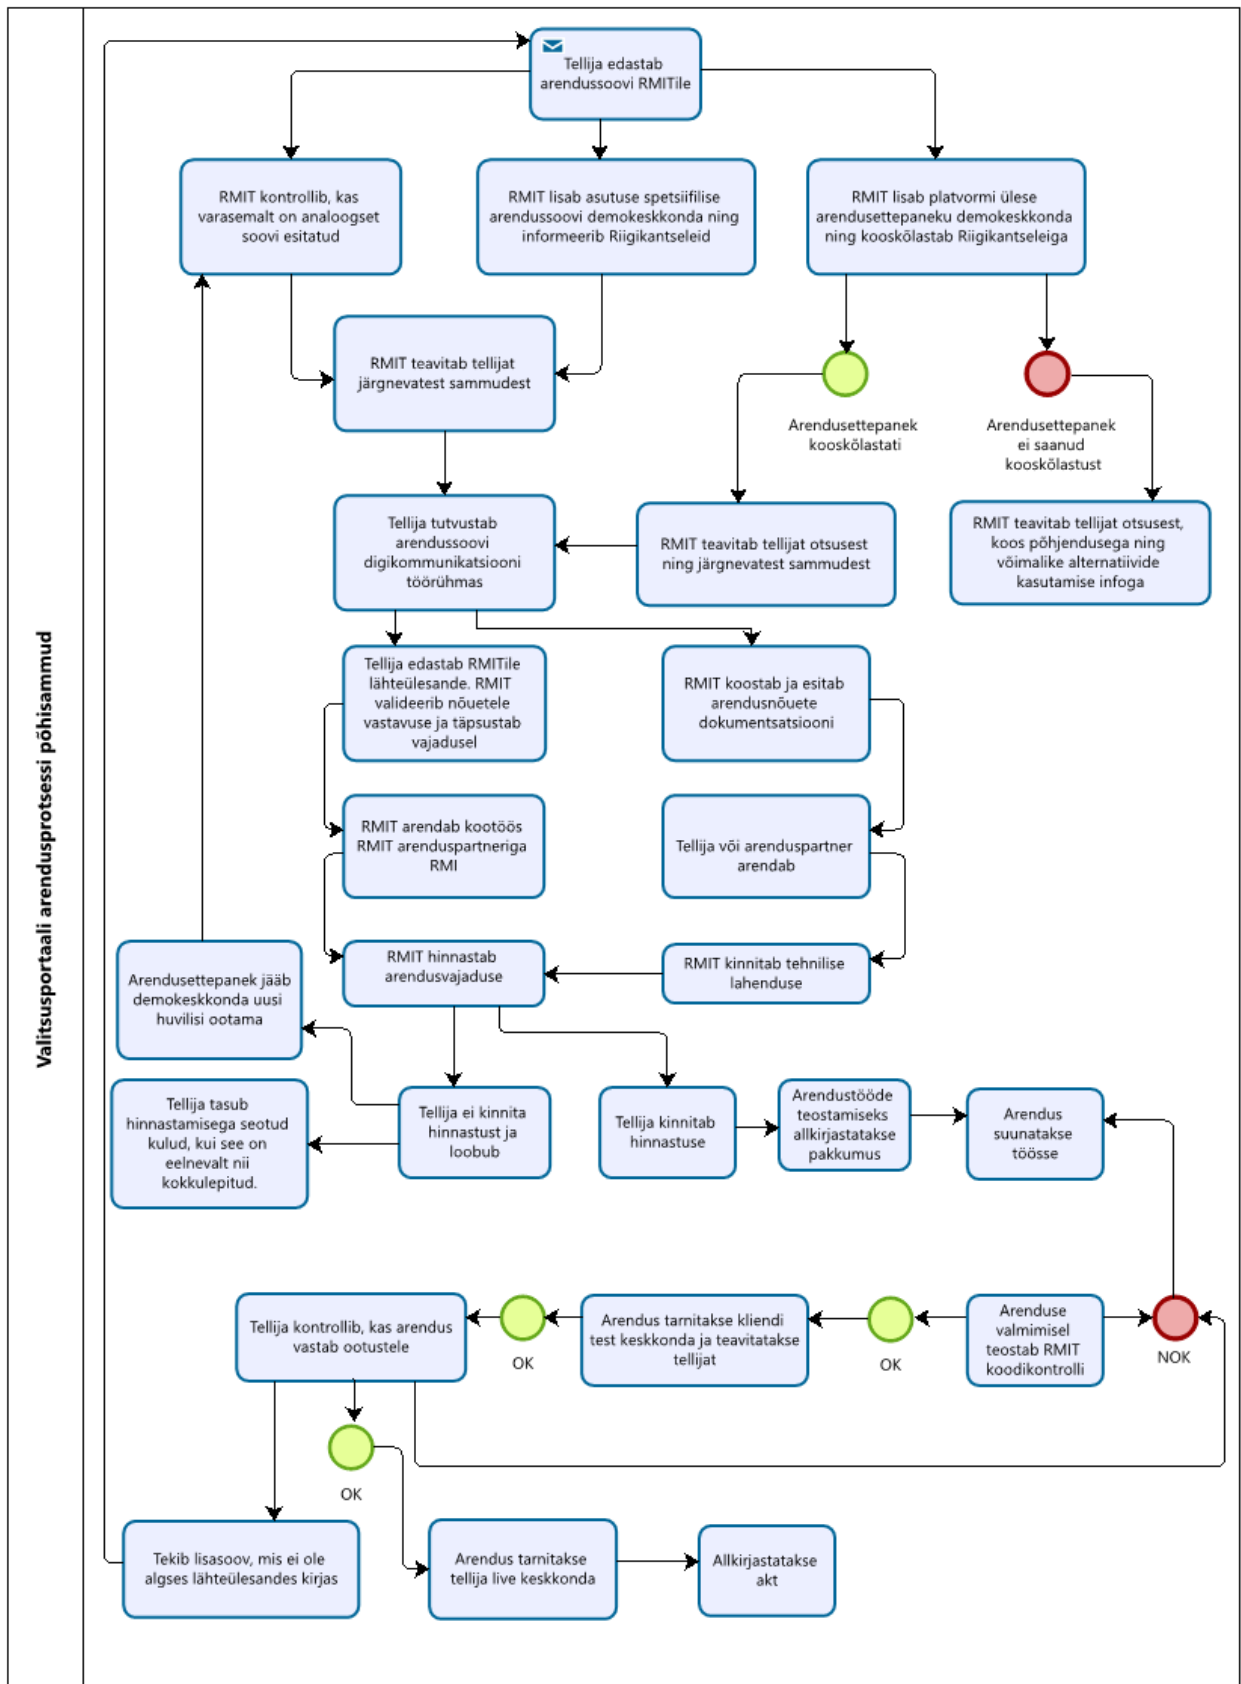 Valitsusportaali arendusprotsessi põhisammud
Tellija edastab
arendussoovi RMITile
RMIT kontrollib, kas
varasemalt on analoogset
soovi esitatud
RMIT lisab asutuse spetsiifilise
arendussoovi demokeskkonda ning
informeerib Riigikantseleid
RMIT lisab platvormi ülese
arendusettepaneku demokeskkonda
ning kooskõlastab Riigikantseleiga
RMIT teavitab tellijat
järgnevatest sammudest
Arendusettepanek
kooskõlastati
Arendusettepanek
ei saanud
kooskõlastust
Tellija tutvustab
arendussoovi
digikommunikatsiooni
töörühmas
RMIT teavitab tellijat otsusest
ning järgnevatest sammudest
RMIT teavitab tellijat otsusest,
koos põhjendusega ning
võimalike alternatiivide
kasutamise infoga
Tellija edastab RMITile
lähteülesande. RMIT
valideerib nõuetele
vastavuse ja täpsustab
vajadusel
RMIT koostab ja esitab
arendusnõuete
dokumentsatsiooni
RMIT arendab kootöös
RMIT arenduspartneriga
RMI
Tellija või arenduspartner
arendab
Arendusettepanek jääb
demokeskkonda uusi
huvilisi ootama
RMIT hinnastab
arendusvajaduse
RMIT kinnitab tehnilise
lahenduse
Tellija tasub
hinnastamisega seotud
kulud, kui see on
eelnevalt nii
kokkulepitud.
Tellija ei kinnita
hinnastust ja
loobub
Tellija kinnitab
hinnastuse
Arendustööde
teostamiseks
allkirjastatakse
pakkumus
Arendus
suunatakse
töösse
Tellija kontrollib, kas arendus
vastab ootustele
OK
Arendus tarnitakse kliendi
test keskkonda ja teavitatakse
tellijat
OK
Arenduse
valmimisel
teostab RMIT
koodikontrolli
NOK
OK
Tekib lisasoov, mis ei ole
algses lähteülesandes kirjas
Arendus tarnitakse
tellija live keskkonda
Allkirjastatakse
akt